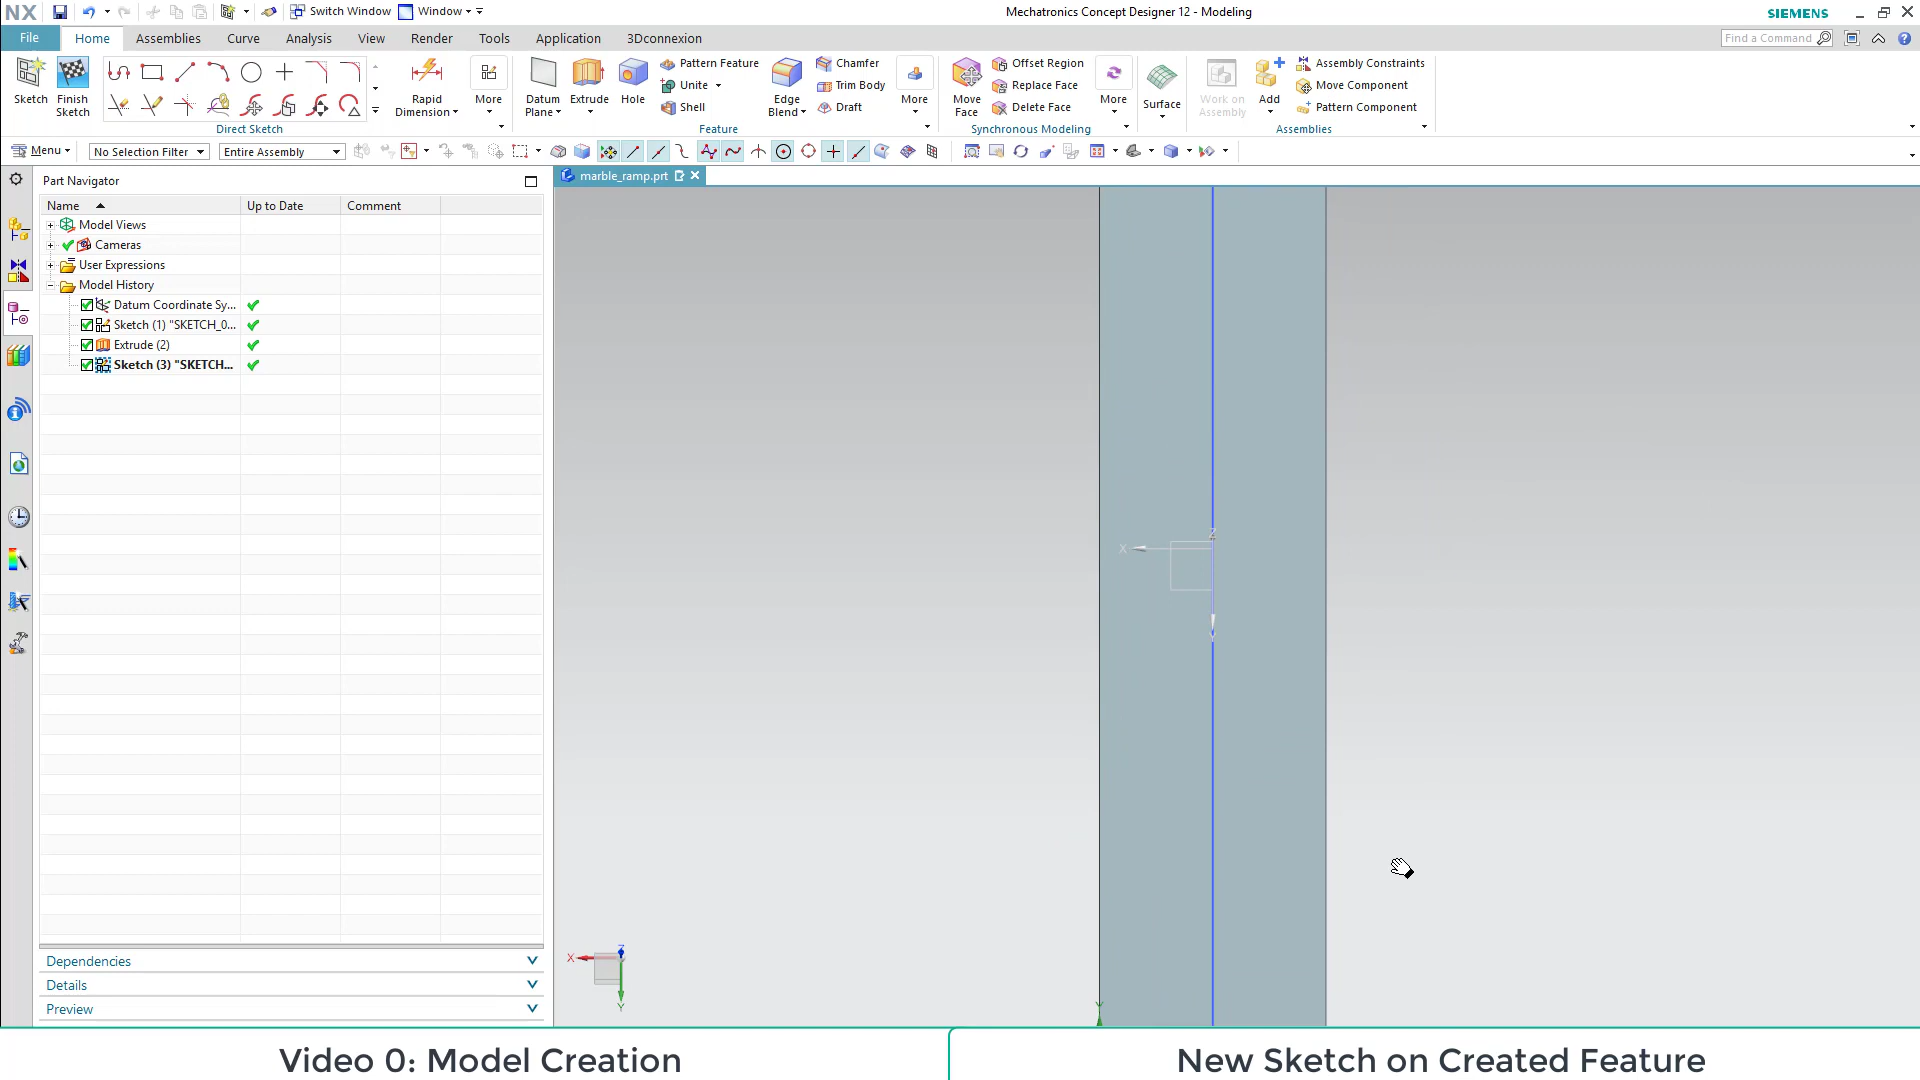 NX
Switch Window
Window
Mechatronics Concept Designer 12 - Modeling
SIEMENS
File
Home
Assemblies
Curve
Analysis
View
Render
Tools
Application
3Dconnexion
Find a Command
Sketch
Finish Sketch
Direct Sketch
Rapid Dimension
More
Datum Plane
Extrude
Hole
Pattern Feature
Unite
Shell
Edge Blend
Chamfer
Trim Body
Draft
More
Feature
Move Face
Offset Region
Replace Face
Delete Face
More
Synchronous Modeling
Surface
Work on Assembly
Add
Assembly Constraints
Move Component
Pattern Component
Assemblies
Menu
No Selection Filter
Entire Assembly
Part Navigator
marble_ramp.prt
Name
Up to Date
Comment
Model Views
Cameras
User Expressions
Model History
Datum Coordinate Sy...
Sketch (1) "SKETCH_0...
Extrude (2)
Sketch (3) "SKETCH...
Z
X
Z
X
Y
Y
Dependencies
Details
Preview
Video 0: Model Creation
New Sketch on Created Feature